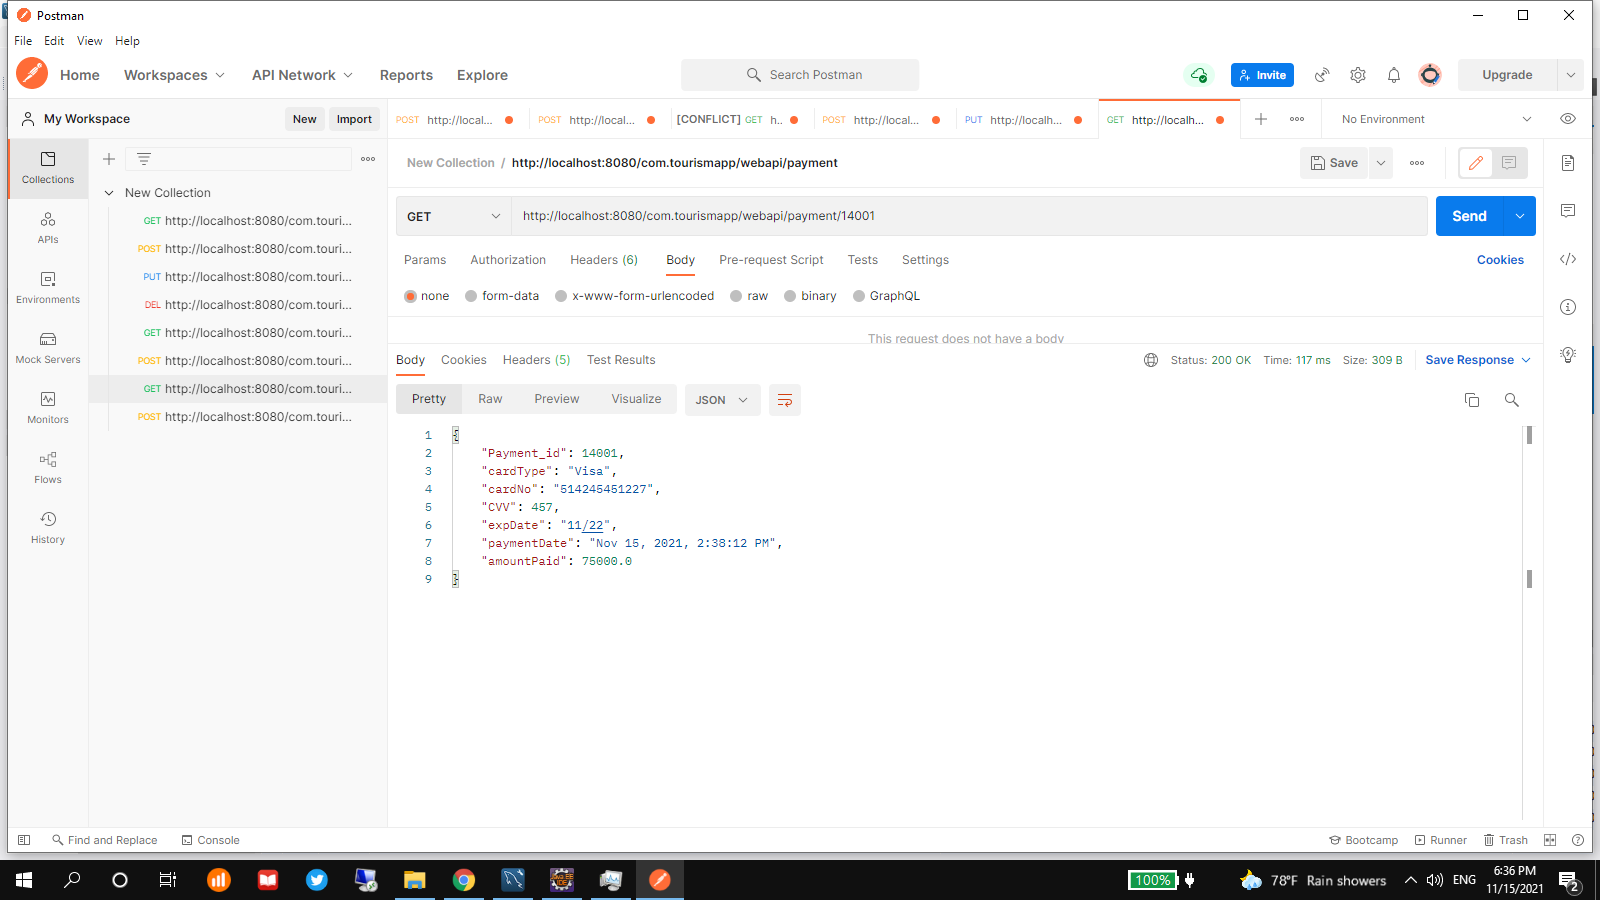 Postman
File Edit View Help
Home Workspaces API Network Reports Explore
Search Postman
Invite
Upgrade
My Workspace
New Import
POST http://local...
POST http://local...
[CONFLICT] GET h..
POST http://local...
PUT http://localh...
GET http://localh...
No Environment
Collections
APIs
Environments
Mock Servers
Monitors
Flows
History
New Collection
GET http://localhost:8080/com.touri...
POST http://localhost:8080/com.touri...
PUT http://localhost:8080/com.touri...
DEL http://localhost:8080/com.touri...
GET http://localhost:8080/com.touri...
POST http://localhost:8080/com.touri...
GET http://localhost:8080/com.touri...
POST http://localhost:8080/com.touri...
New Collection / http://localhost:8080/com.tourismapp/webapi/payment
Save
GET http://localhost:8080/com.tourismapp/webapi/payment/14001
Send
Params Authorization Headers (6) Body Pre-request Script Tests Settings
Cookies
none form-data x-www-form-urlencoded raw binary GraphQL
This request does not have a body
Body Cookies Headers (5) Test Results
Status: 200 OK Time: 117 ms Size: 309 B Save Response
Pretty Raw Preview Visualize JSON
1 {
2 "Payment_id": 14001,
3 "cardType": "Visa",
4 "cardNo": "514245451227",
5 "CVV": 457,
6 "expDate": "11/22",
7 "paymentDate": "Nov 15, 2021, 2:38:12 PM",
8 "amountPaid": 75000.0
9 }
Find and Replace Console
Bootcamp Runner Trash
100%
78°F Rain showers
ENG
6:36 PM
11/15/2021
2